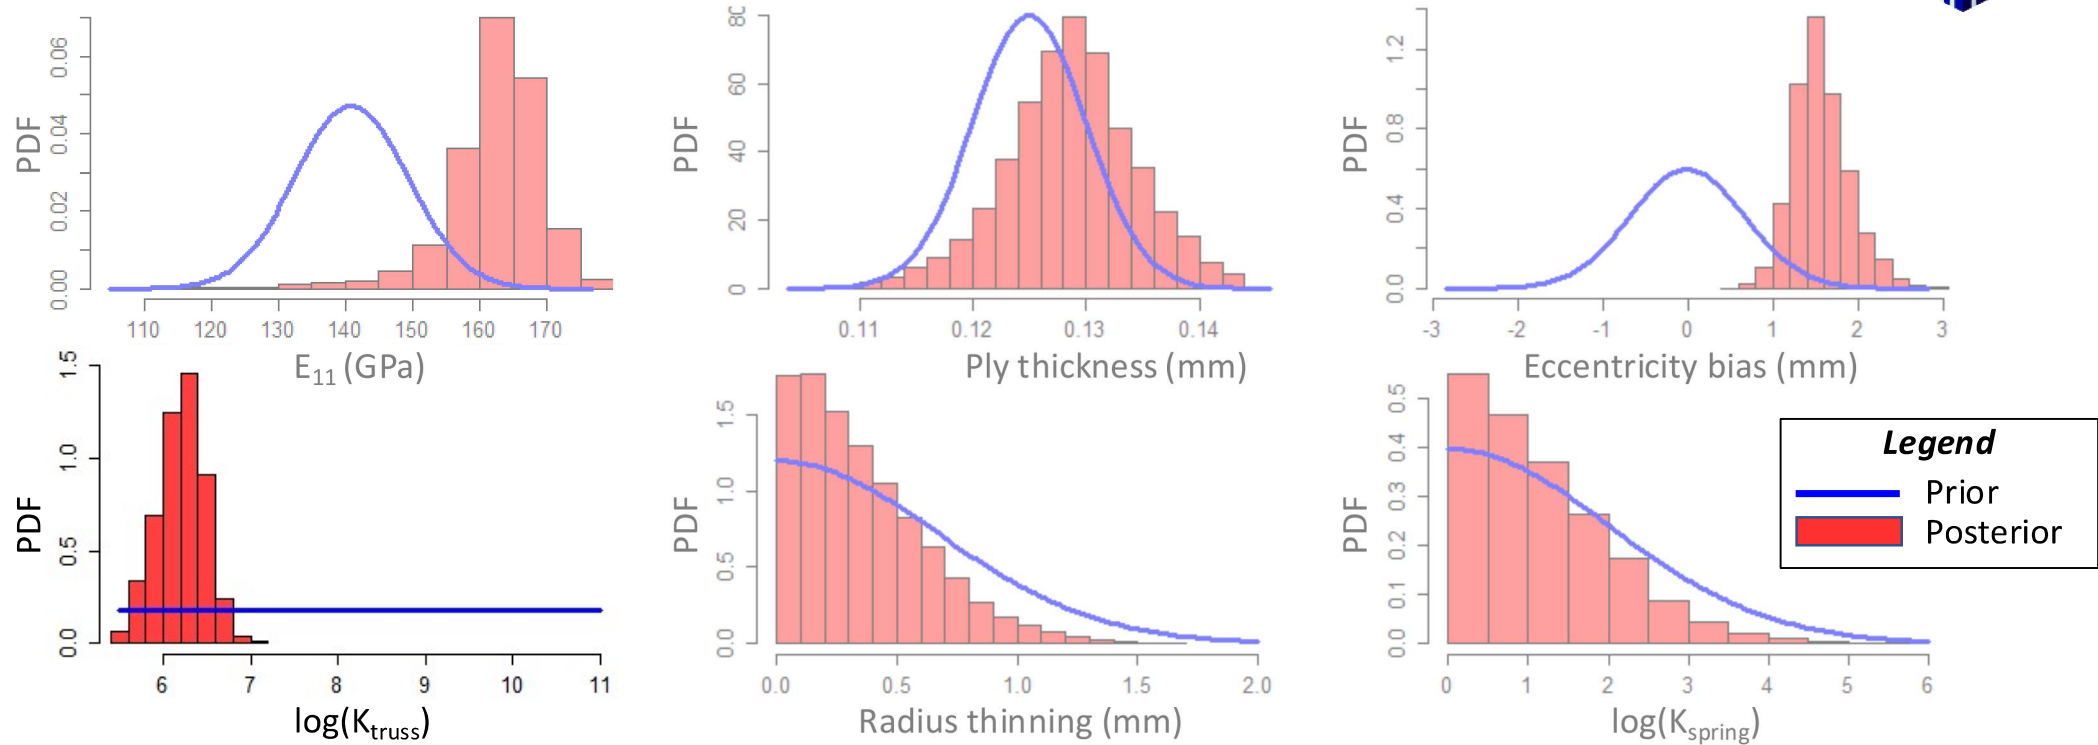 PDF
0.00 0.02 0.04 0.06
110 120 130 140 150 160 170
E11 (GPa)
PDF
0 20 40 60 80
0.11 0.12 0.13 0.14
Ply thickness (mm)
PDF
0.0 0.4 0.8 1.2
-3 -2 -1 0 1 2 3
Eccentricity bias (mm)
PDF
0.0 0.5 1.0 1.5
6 7 8 9 10 11
log(Ktruss)
PDF
0.0 0.5 1.0 1.5
0.0 0.5 1.0 1.5 2.0
Radius thinning (mm)
PDF
0.0 0.1 0.2 0.3 0.4 0.5
0 1 2 3 4 5 6
log(Kspring)
Legend
Prior
Posterior